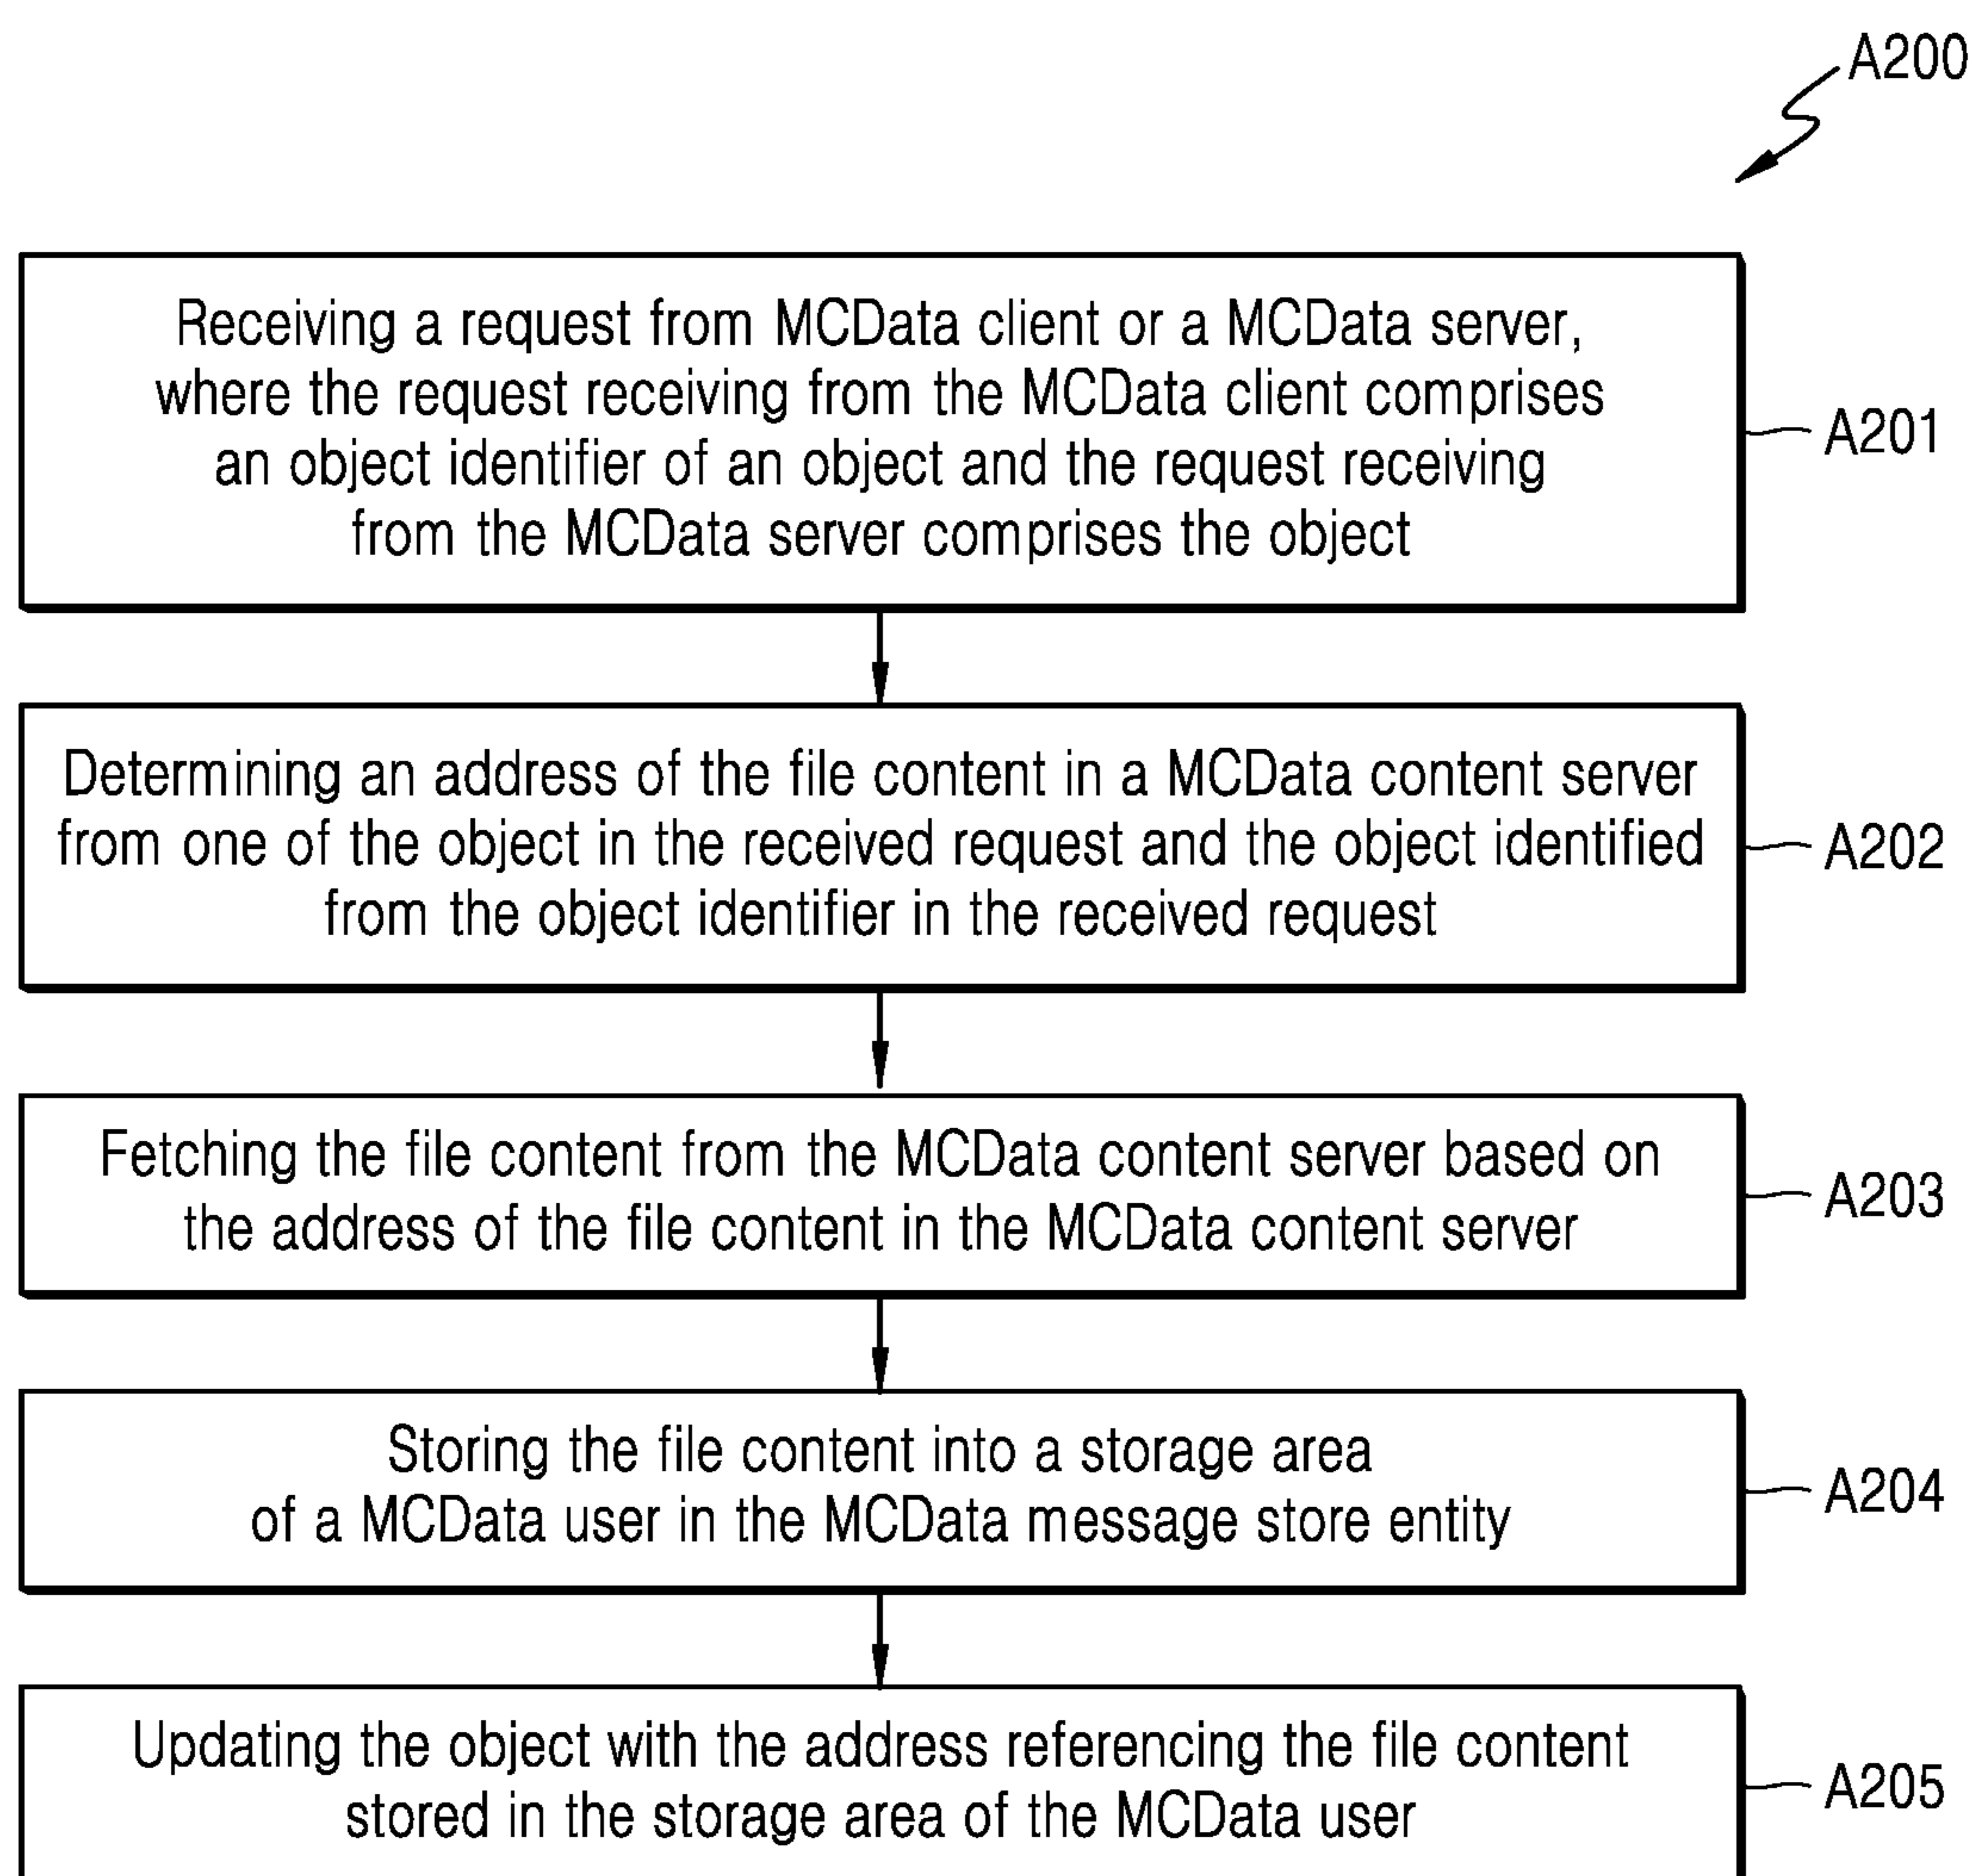 A200
Receiving a request from MCData client or a MCData server,
where the request receiving from the MCData client comprises
an object identifier of an object and the request receiving
from the MCData server comprises the object
A201
Determining an address of the file content in a MCData content server
from one of the object in the received request and the object identified
from the object identifier in the received request
A202
Fetching the file content from the MCData content server based on
the address of the file content in the MCData content server
A203
Storing the file content into a storage area
of a MCData user in the MCData message store entity
A204
Updating the object with the address referencing the file content
stored in the storage area of the MCData user
A205